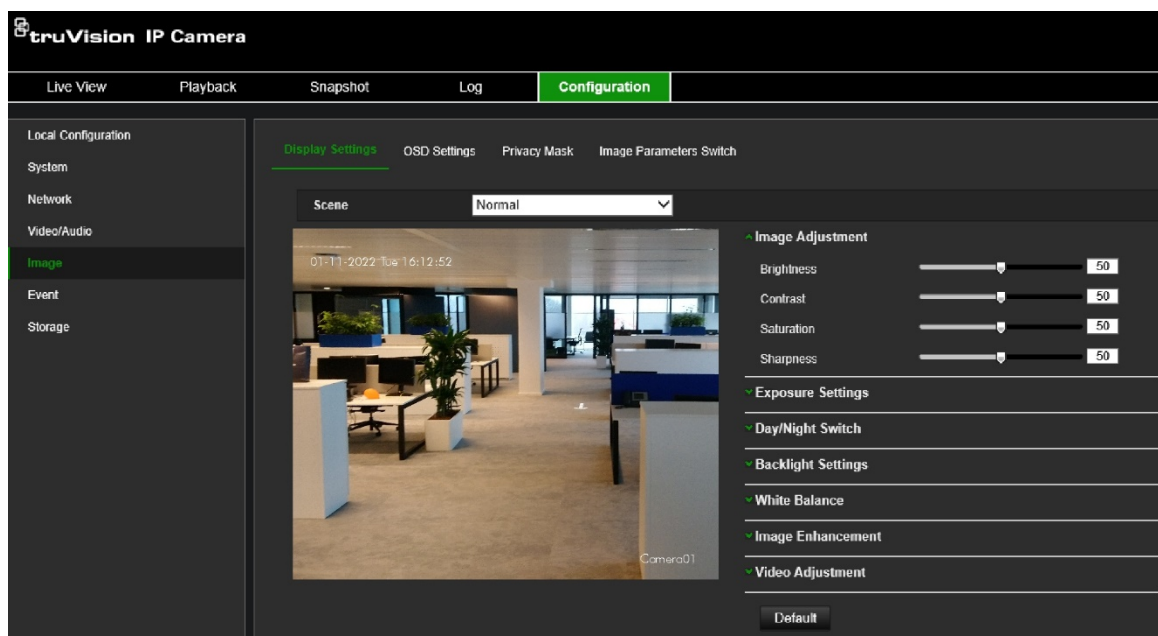 truVision IP Camera
Live View Playback Snapshot Log Configuration
Local Configuration
System
Network
Video/Audio
Image
Event
Storage
Display Settings OSD Settings Privacy Mask Image Parameters Switch
Scene Normal
01-11-2022 Tue 16:12:52
Camera01
Image Adjustment
Brightness 50
Contrast 50
Saturation 50
Sharpness 50
Exposure Settings
Day/Night Switch
Backlight Settings
White Balance
Image Enhancement
Video Adjustment
Default